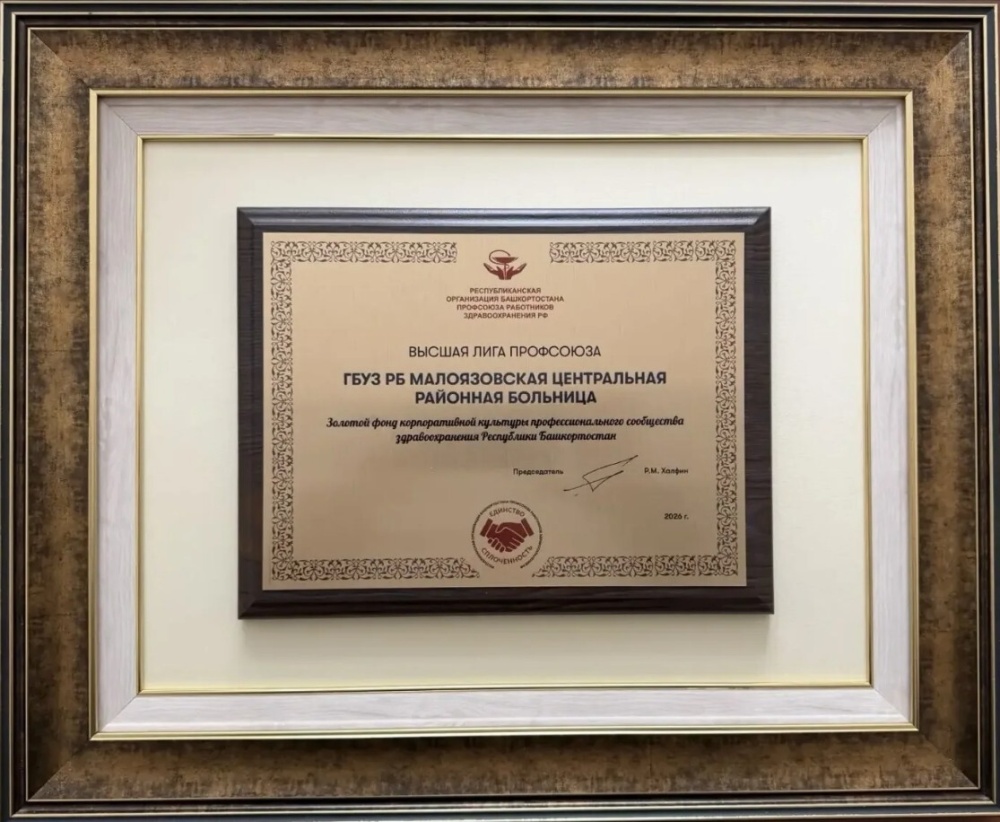 РЕСПУБЛИКАНСКАЯ
ОРГАНИЗАЦИЯ БАШКОРТОСТАНА
ПРОФСОЮЗА РАБОТНИКОВ
ЗДРАВООХРАНЕНИЯ РФ
ВЫСШАЯ ЛИГА ПРОФСОЮЗА
ГБУЗ РБ МАЛОЯЗОВСКАЯ ЦЕНТРАЛЬНАЯ
РАЙОННАЯ БОЛЬНИЦА
Золотой фонд корпоративной культуры профессионального сообщества
здравоохранения Республики Башкортостан
Председатель Р.М. Халфин
2026 г.
ЕДИНСТВО
СПЛОЧЕННОСТЬ